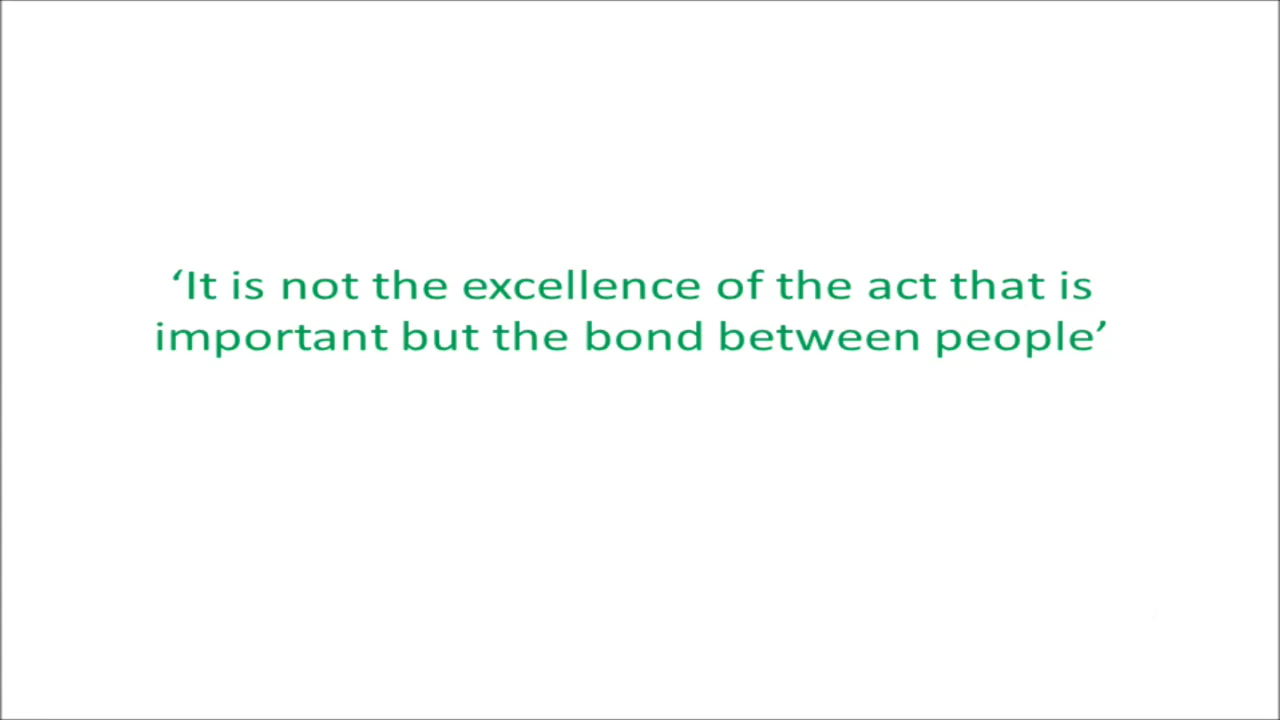 ‘It is not the excellence of the act that is
important but the bond between people’